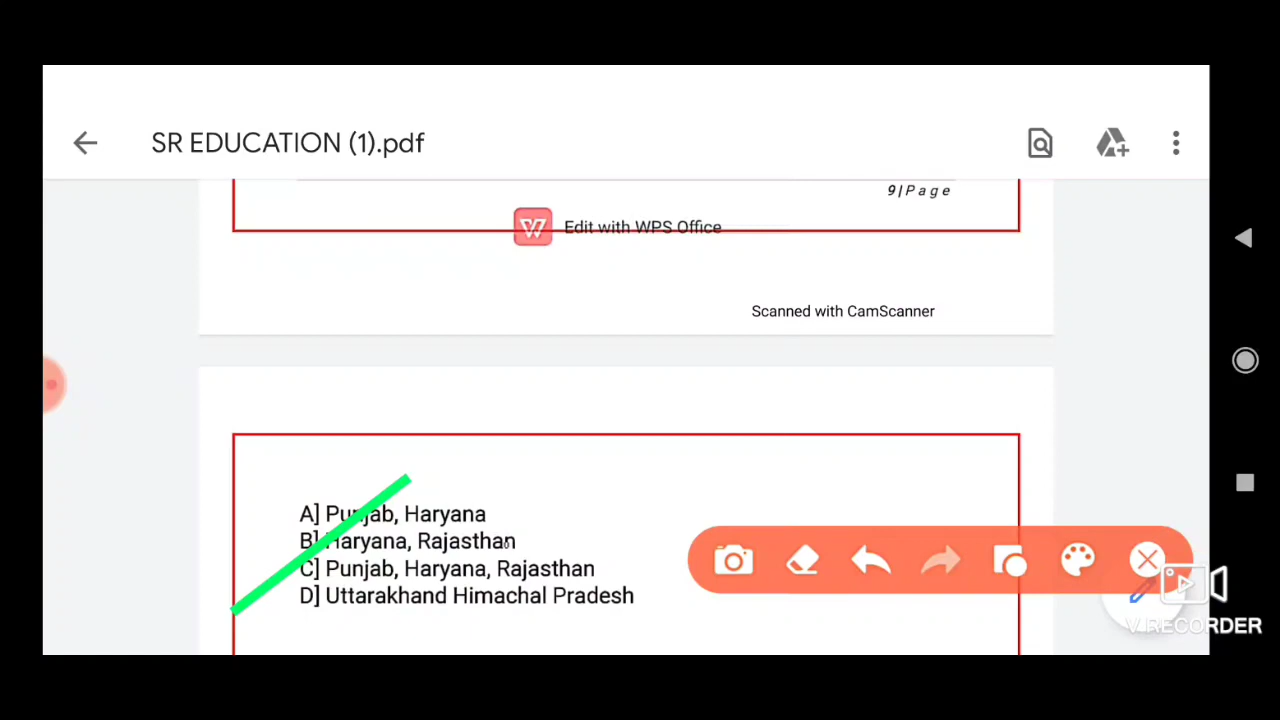 SR EDUCATION (1).pdf
9|Page
Edit with WPS Office
Scanned with CamScanner
A] Punjab, Haryana
B] Haryana, Rajasthan
C] Punjab, Haryana, Rajasthan
D] Uttarakhand Himachal Pradesh
V.RECORDER